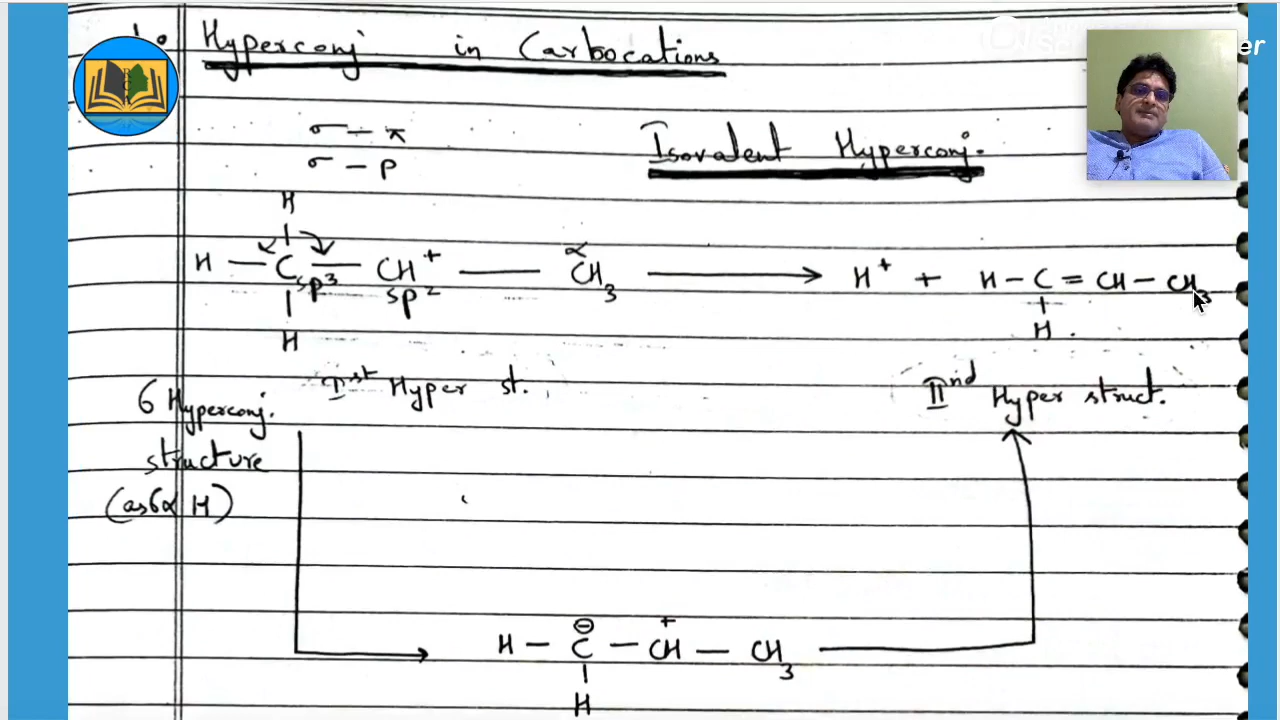 1.
Hyperconj in Carbocations
σ — π
σ — p
Isovalent Hyperconj.
H
α
H — C — CH⁺ — CH₃ ⟶ H⁺ + H – C = CH – CH₃
sp³ sp²
H H
Iˢᵗ Hyper st.
IIⁿᵈ Hyper struct.
6 Hyperconj.
structure
(as 6α H)
⊖ +
H – C – CH – CH₃
H